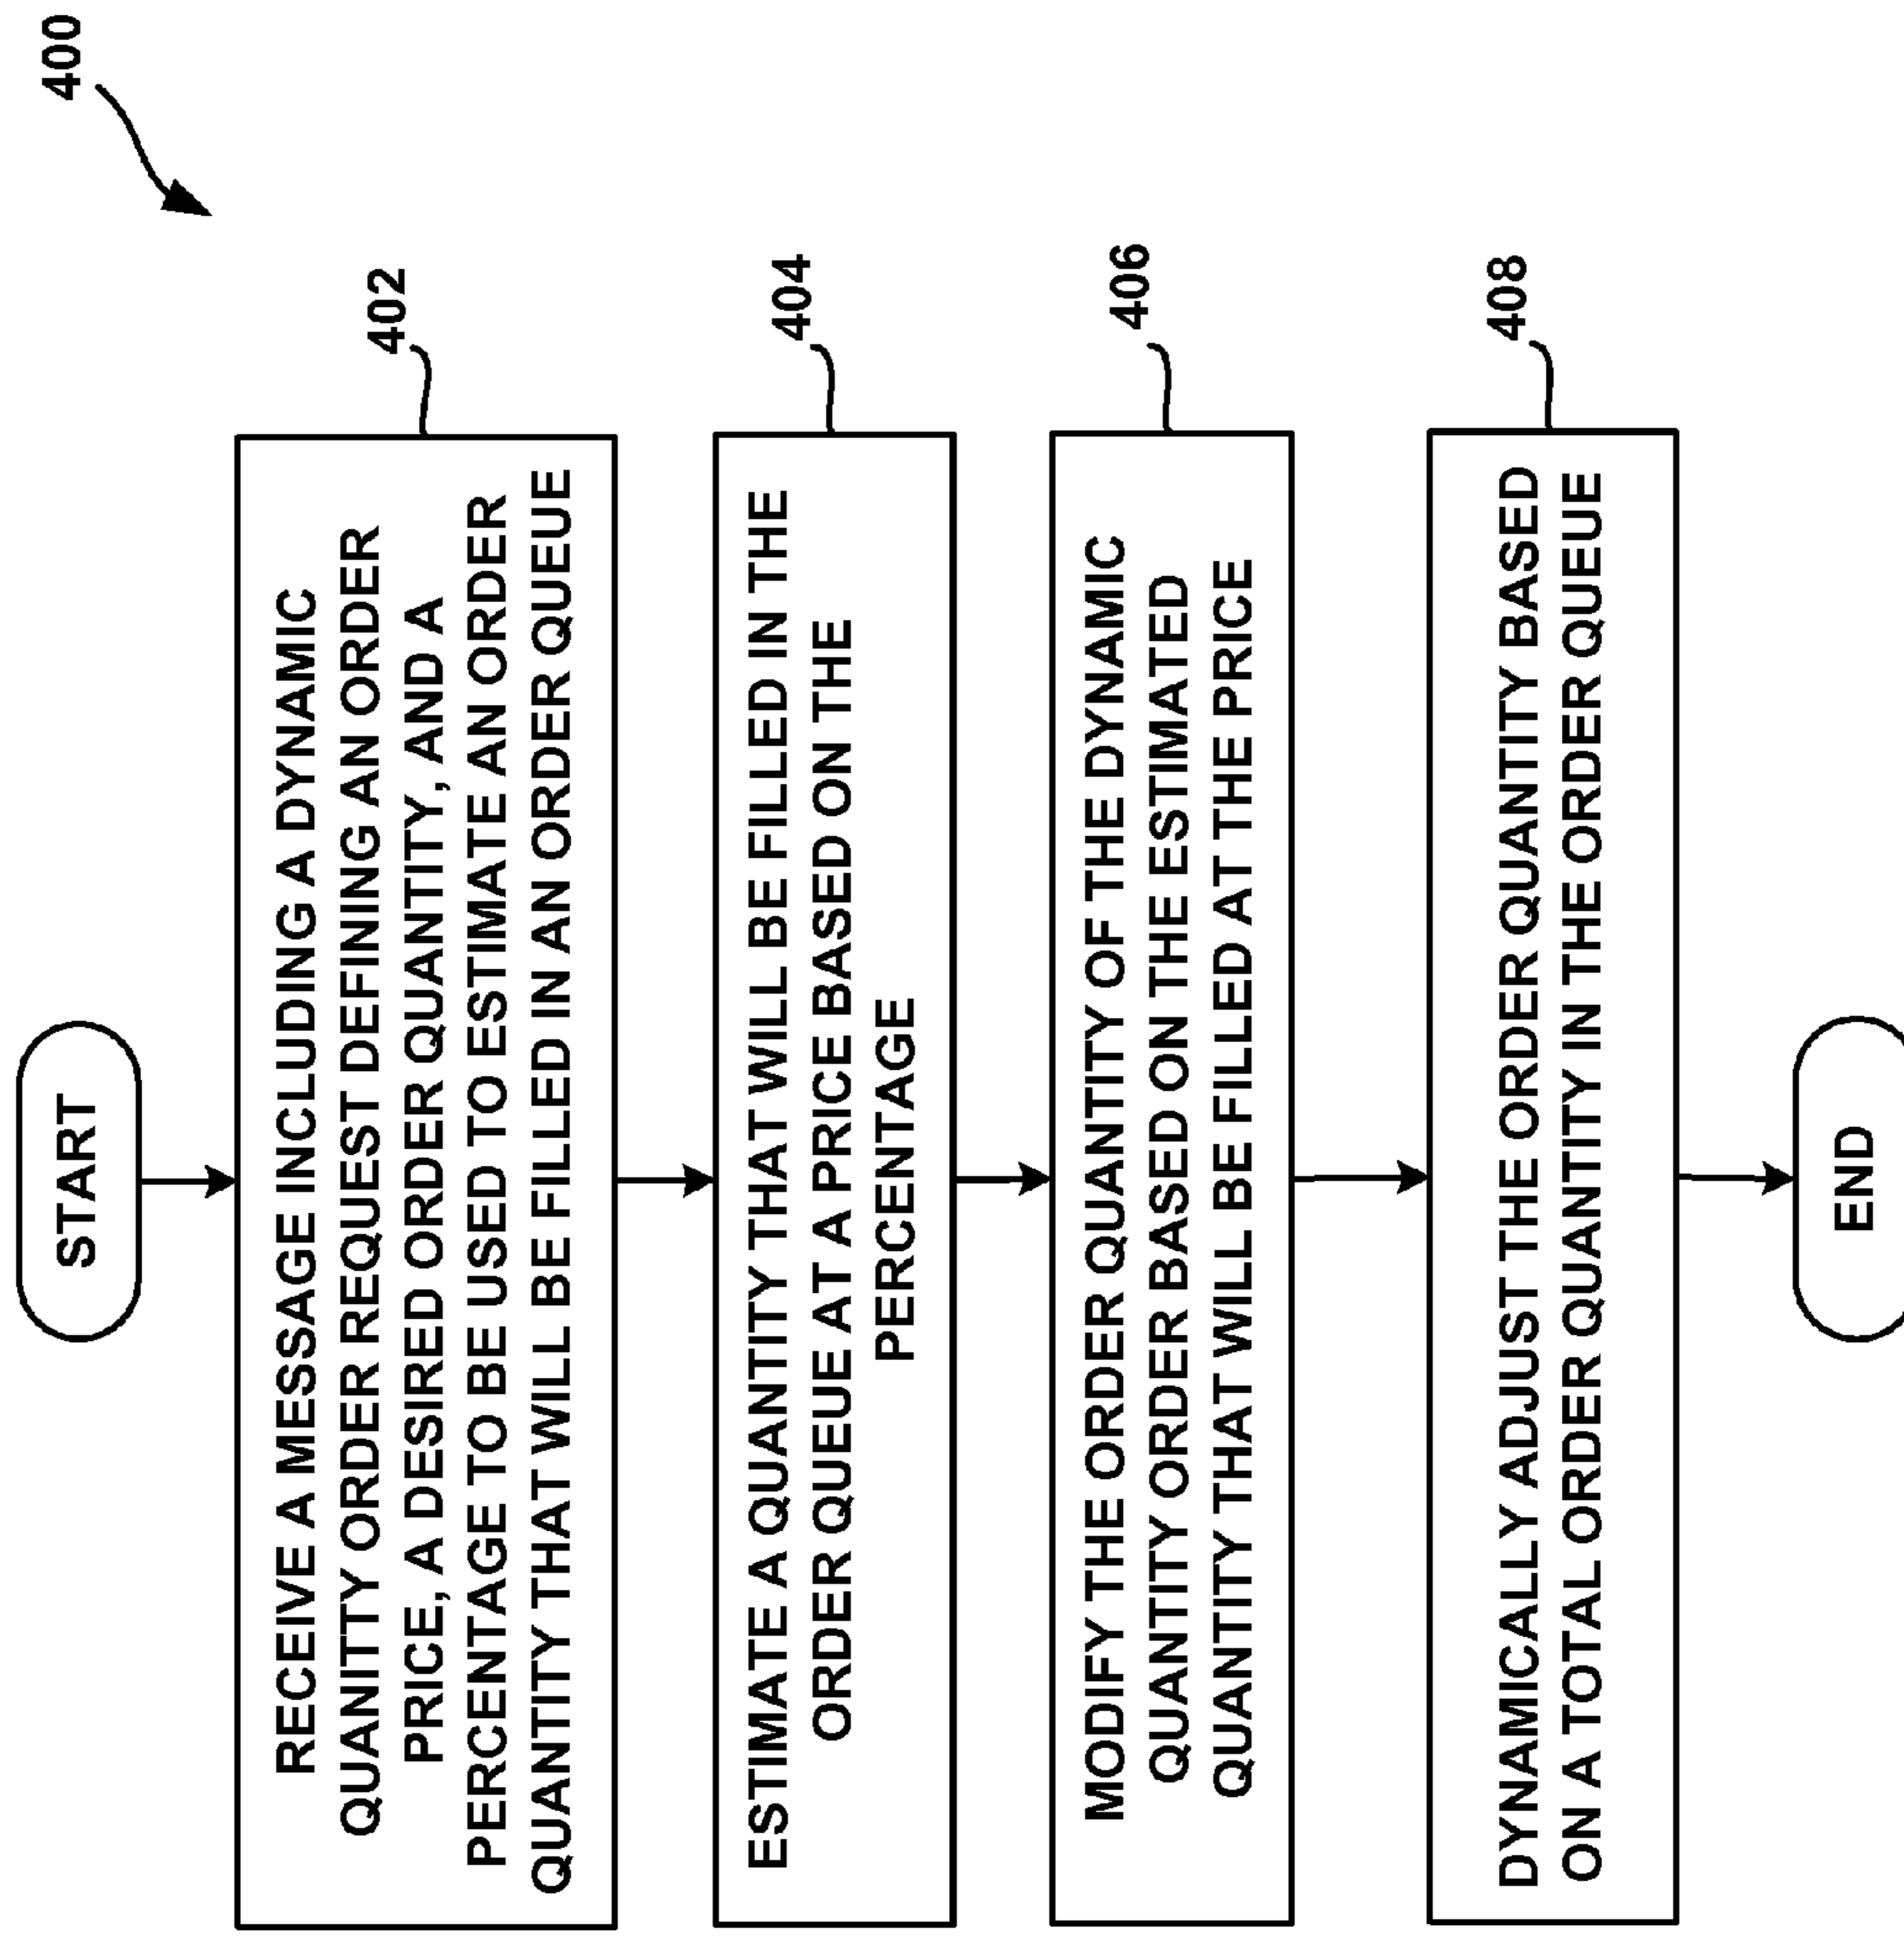 400
START
RECEIVE A MESSAGE INCLUDING A DYNAMIC
QUANITY ORDER REQUEST DEFINING AN ORDER
PRICE, A DESIRED ORDER QUANTITY, AND A
PERCENTAGE TO BE USED TO ESTIMATE AN ORDER
QUANTITY THAT WILL BE FILLED IN AN ORDER QUEUE
402
ESTIMATE A QUANTITY THAT WILL BE FILLED IN THE
ORDER QUEUE AT A PRICE BASED ON THE
PERCENTAGE
404
MODIFY THE ORDER QUANTITY OF THE DYNAMIC
QUANTITY ORDER BASED ON THE ESTIMATED
QUANTITY THAT WILL BE FILLED AT THE PRICE
406
DYNAMICALLY ADJUST THE ORDER QUANTITY BASED
ON A TOTAL ORDER QUANTITY IN THE ORDER QUEUE
408
END